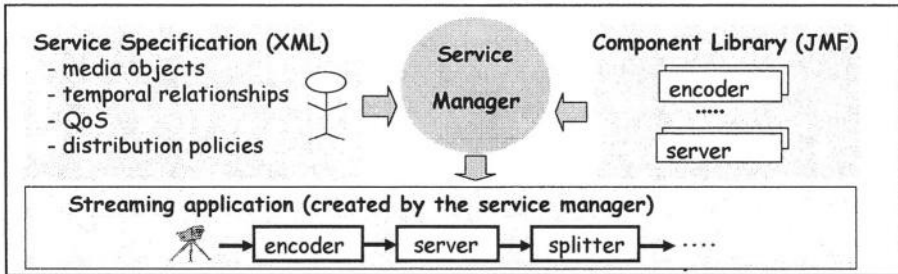 Service Specification (XML)
- media objects
- temporal relationships
- QoS
- distribution policies
Service
Manager
Component Library (JMF)
encoder
......
server
Streaming application (created by the service manager)
encoder
server
splitter
....